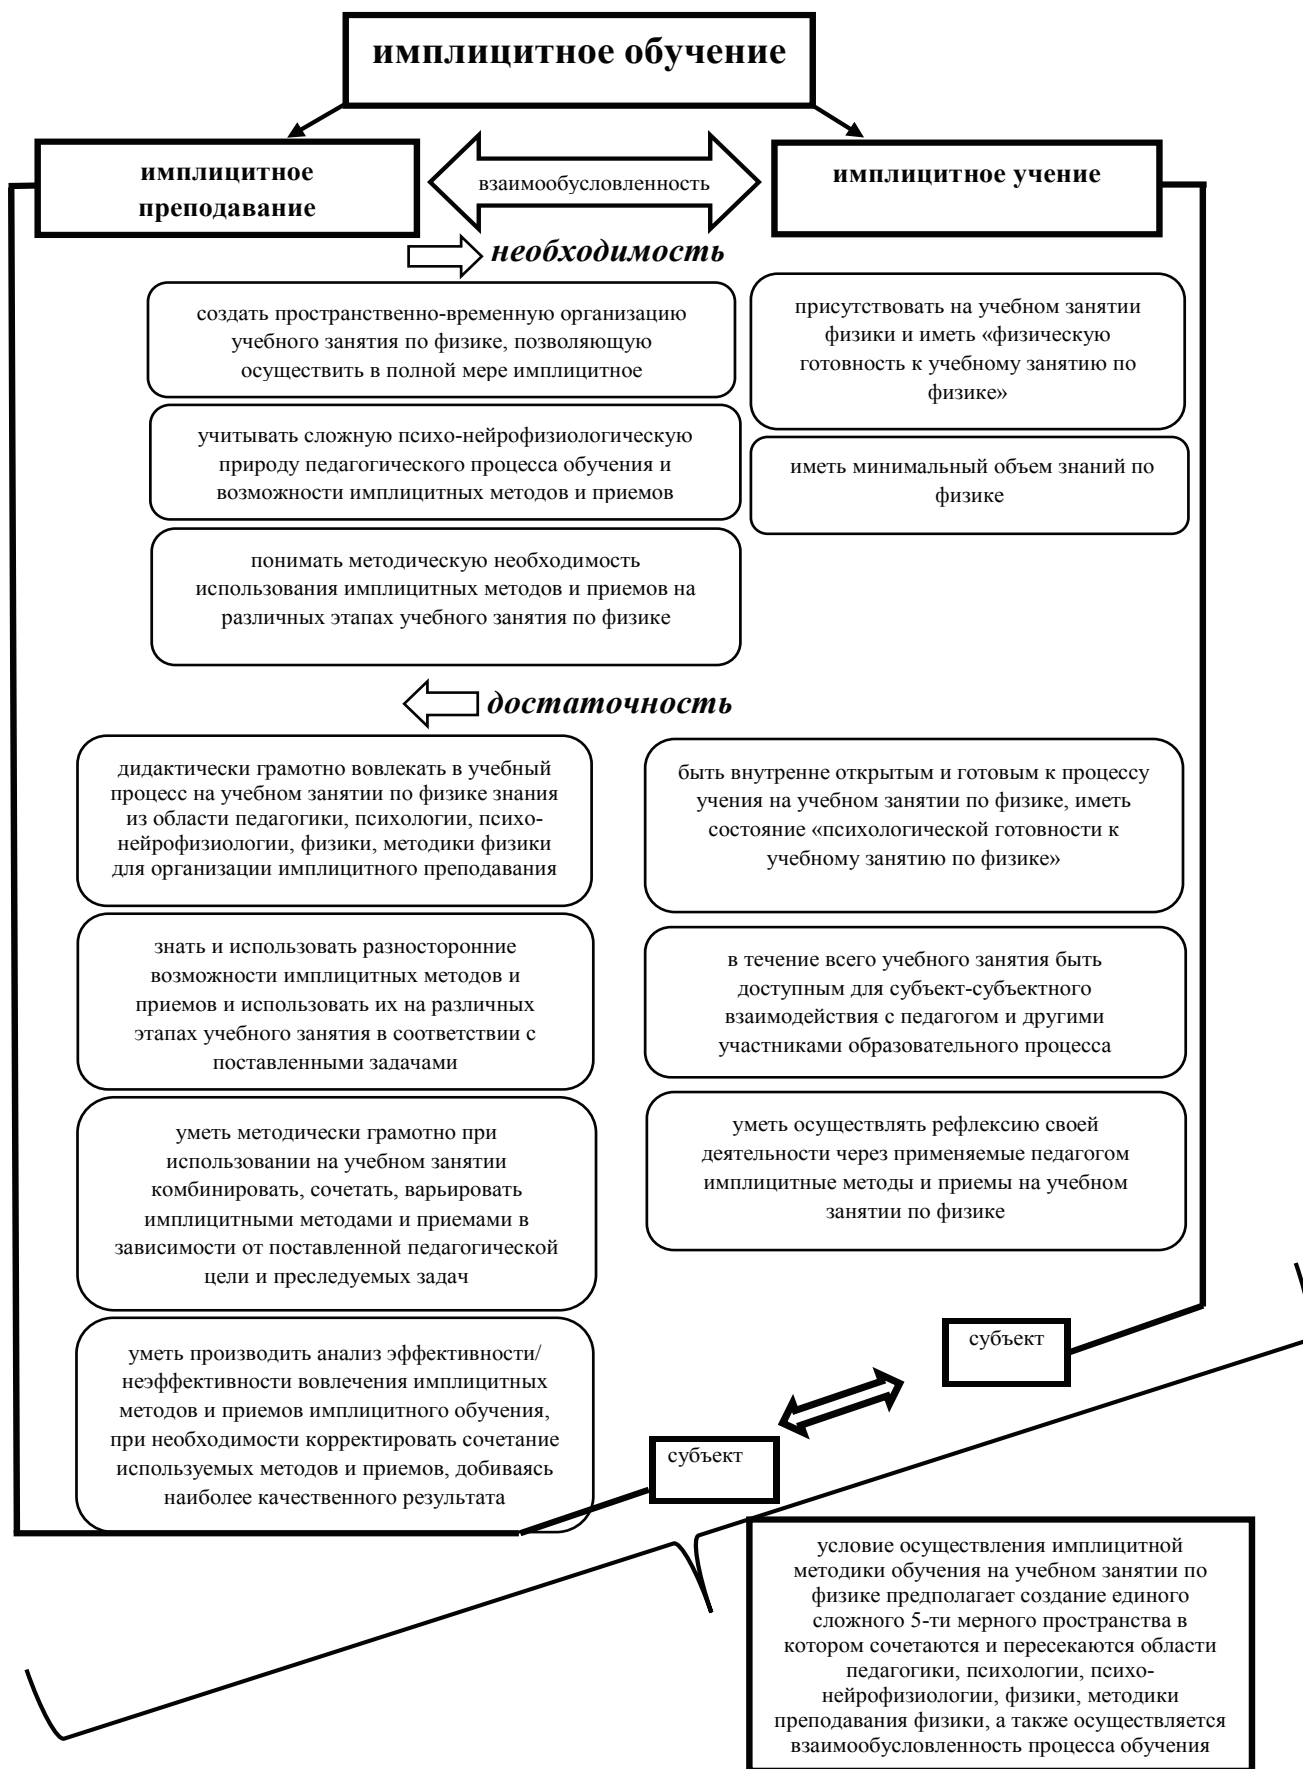 имплицитное обучение
имплицитное
преподавание
взаимообусловленность
имплицитное учение
необходимость
создать пространственно-временную организацию
учебного занятия по физике, позволяющую
осуществить в полной мере имплицитное
присутствовать на учебном занятии
физики и иметь «физическую
готовность к учебному занятию по
физике»
учитывать сложную психо-нейрофизиологическую
природу педагогического процесса обучения и
возможности имплицитных методов и приемов
иметь минимальный объем знаний по
физике
понимать методическую необходимость
использования имплицитных методов и приемов на
различных этапах учебного занятия по физике
достаточность
дидактически грамотно вовлекать в учебный
процесс на учебном занятии по физике знания
из области педагогики, психологии, психо-
нейрофизиологии, физики, методики физики
для организации имплицитного преподавания
быть внутренне открытым и готовым к процессу
учения на учебном занятии по физике, иметь
состояние «психологической готовности к
учебному занятию по физике»
знать и использовать разносторонние
возможности имплицитных методов и
приемов и использовать их на различных
этапах учебного занятия в соответствии с
поставленными задачами
в течение всего учебного занятия быть
доступным для субъект-субъектного
взаимодействия с педагогом и другими
участниками образовательного процесса
уметь методически грамотно при
использовании на учебном занятии
комбинировать, сочетать, варьировать
имплицитными методами и приемами в
зависимости от поставленной педагогической
цели и преследуемых задач
уметь осуществлять рефлексию своей
деятельности через применяемые педагогом
имплицитные методы и приемы на учебном
занятии по физике
уметь производить анализ эффективности/
неэффективности вовлечения имплицитных
методов и приемов имплицитного обучения,
при необходимости корректировать сочетание
используемых методов и приемов, добиваясь
наиболее качественного результата
субъект
субъект
условие осуществления имплицитной
методики обучения на учебном занятии по
физике предполагает создание единого
сложного 5-ти мерного пространства в
котором сочетаются и пересекаются области
педагогики, психологии, психо-
нейрофизиологии, физики, методики
преподавания физики, а также осуществляется
взаимообусловленность процесса обучения